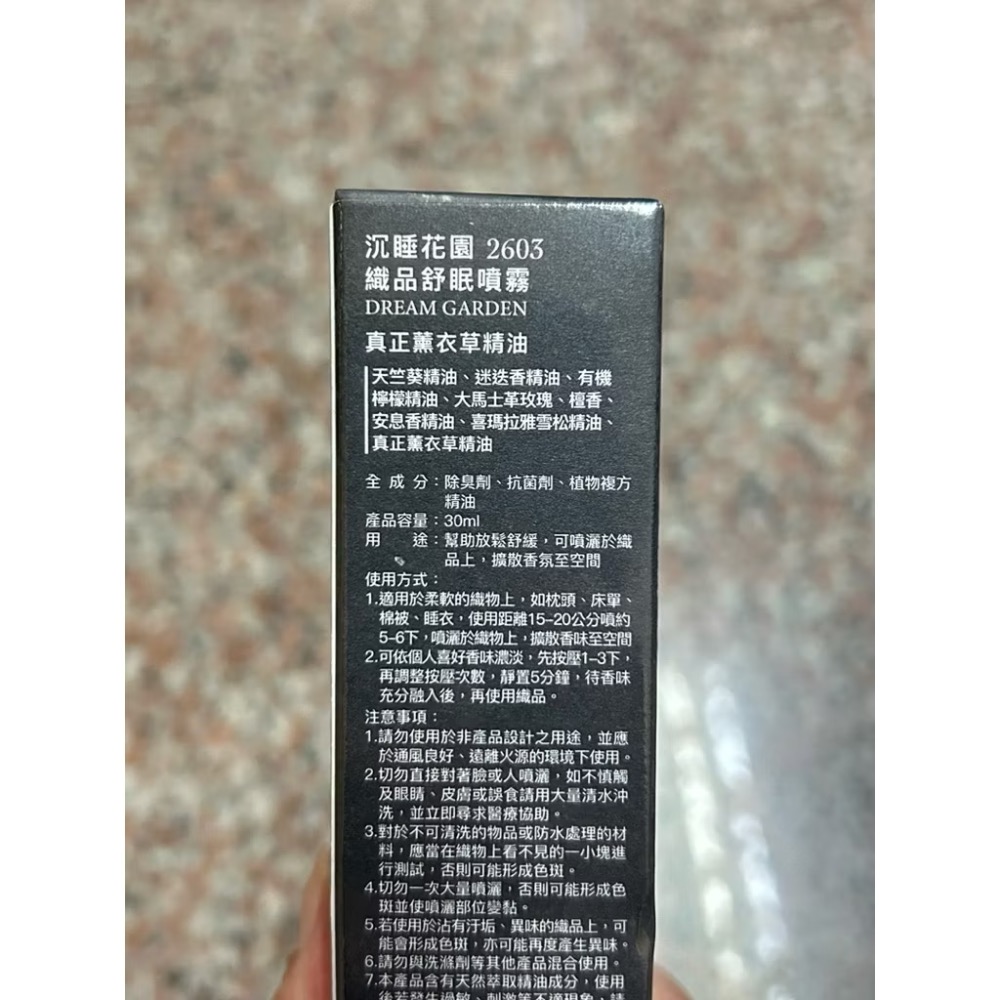 沉睡花園 2603
織品舒眠噴霧
DREAM GARDEN
真正薰衣草精油
天竺葵精油、迷迭香精油、有機
檸檬精油、大馬士革玫瑰、檀香、
安息香精油、喜瑪拉雅雪松精油、
真正薰衣草精油
全成分：除臭劑、抗菌劑、植物複方
精油
產品容量：30ml
用途：幫助放鬆舒緩，可噴灑於織
品上，擴散香氛至空間
使用方式：
1.適用於柔軟的織物上，如枕頭、床單、
棉被、睡衣，使用距離15-20公分噴約
5-6下，噴灑於織物上，擴散香味至空間
2.可依個人喜好香味濃淡，先按壓1-3下，
再調整按壓次數，靜置5分鐘，待香味
充分融入後，再使用織品。
注意事項：
1.請勿使用於非產品設計之用途，並應
於通風良好、遠離火源的環境下使用。
2.切勿直接對著臉或人噴灑，如不慎觸
及眼睛、皮膚或誤食請用大量清水沖
洗，並立即尋求醫療協助。
3.對於不可清洗的物品或防水處理的材
料，應當在織物上看不見的一小塊進
行測試，否則可能形成色斑。
4.切勿一次大量噴灑，否則可能形成色
斑並使噴灑部位變黏。
5.若使用於沾有汙垢、異味的織品上，可
能會形成色斑，亦可能再度產生異味。
6.請勿與洗滌劑等其他產品混合使用。
7.本產品含有天然萃取精油成分，使用
後若發生過敏、刺激等不適現象，請